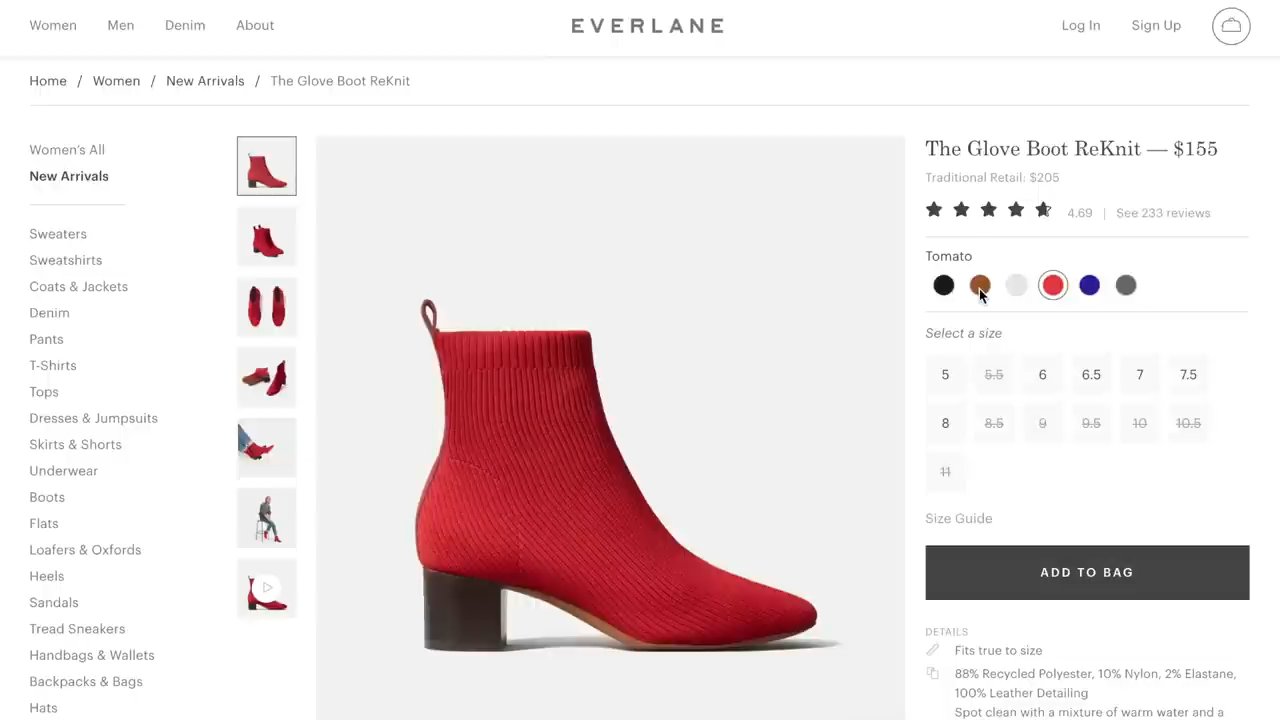 Women Men Denim About EVERLANE Log In Sign Up
Home / Women / New Arrivals / The Glove Boot ReKnit
Women's All
New Arrivals
Sweaters
Sweatshirts
Coats & Jackets
Denim
Pants
T-Shirts
Tops
Dresses & Jumpsuits
Skirts & Shorts
Underwear
Boots
Flats
Loafers & Oxfords
Heels
Sandals
Tread Sneakers
Handbags & Wallets
Backpacks & Bags
Hats
The Glove Boot ReKnit — $155
Traditional Retail: $205
4.69 | See 233 reviews
Tomato
Select a size
5 5.5 6 6.5 7 7.5
8 8.5 9 9.5 10 10.5
11
Size Guide
ADD TO BAG
DETAILS
Fits true to size
88% Recycled Polyester, 10% Nylon, 2% Elastane,
100% Leather Detailing
Spot clean with a mixture of warm water and a